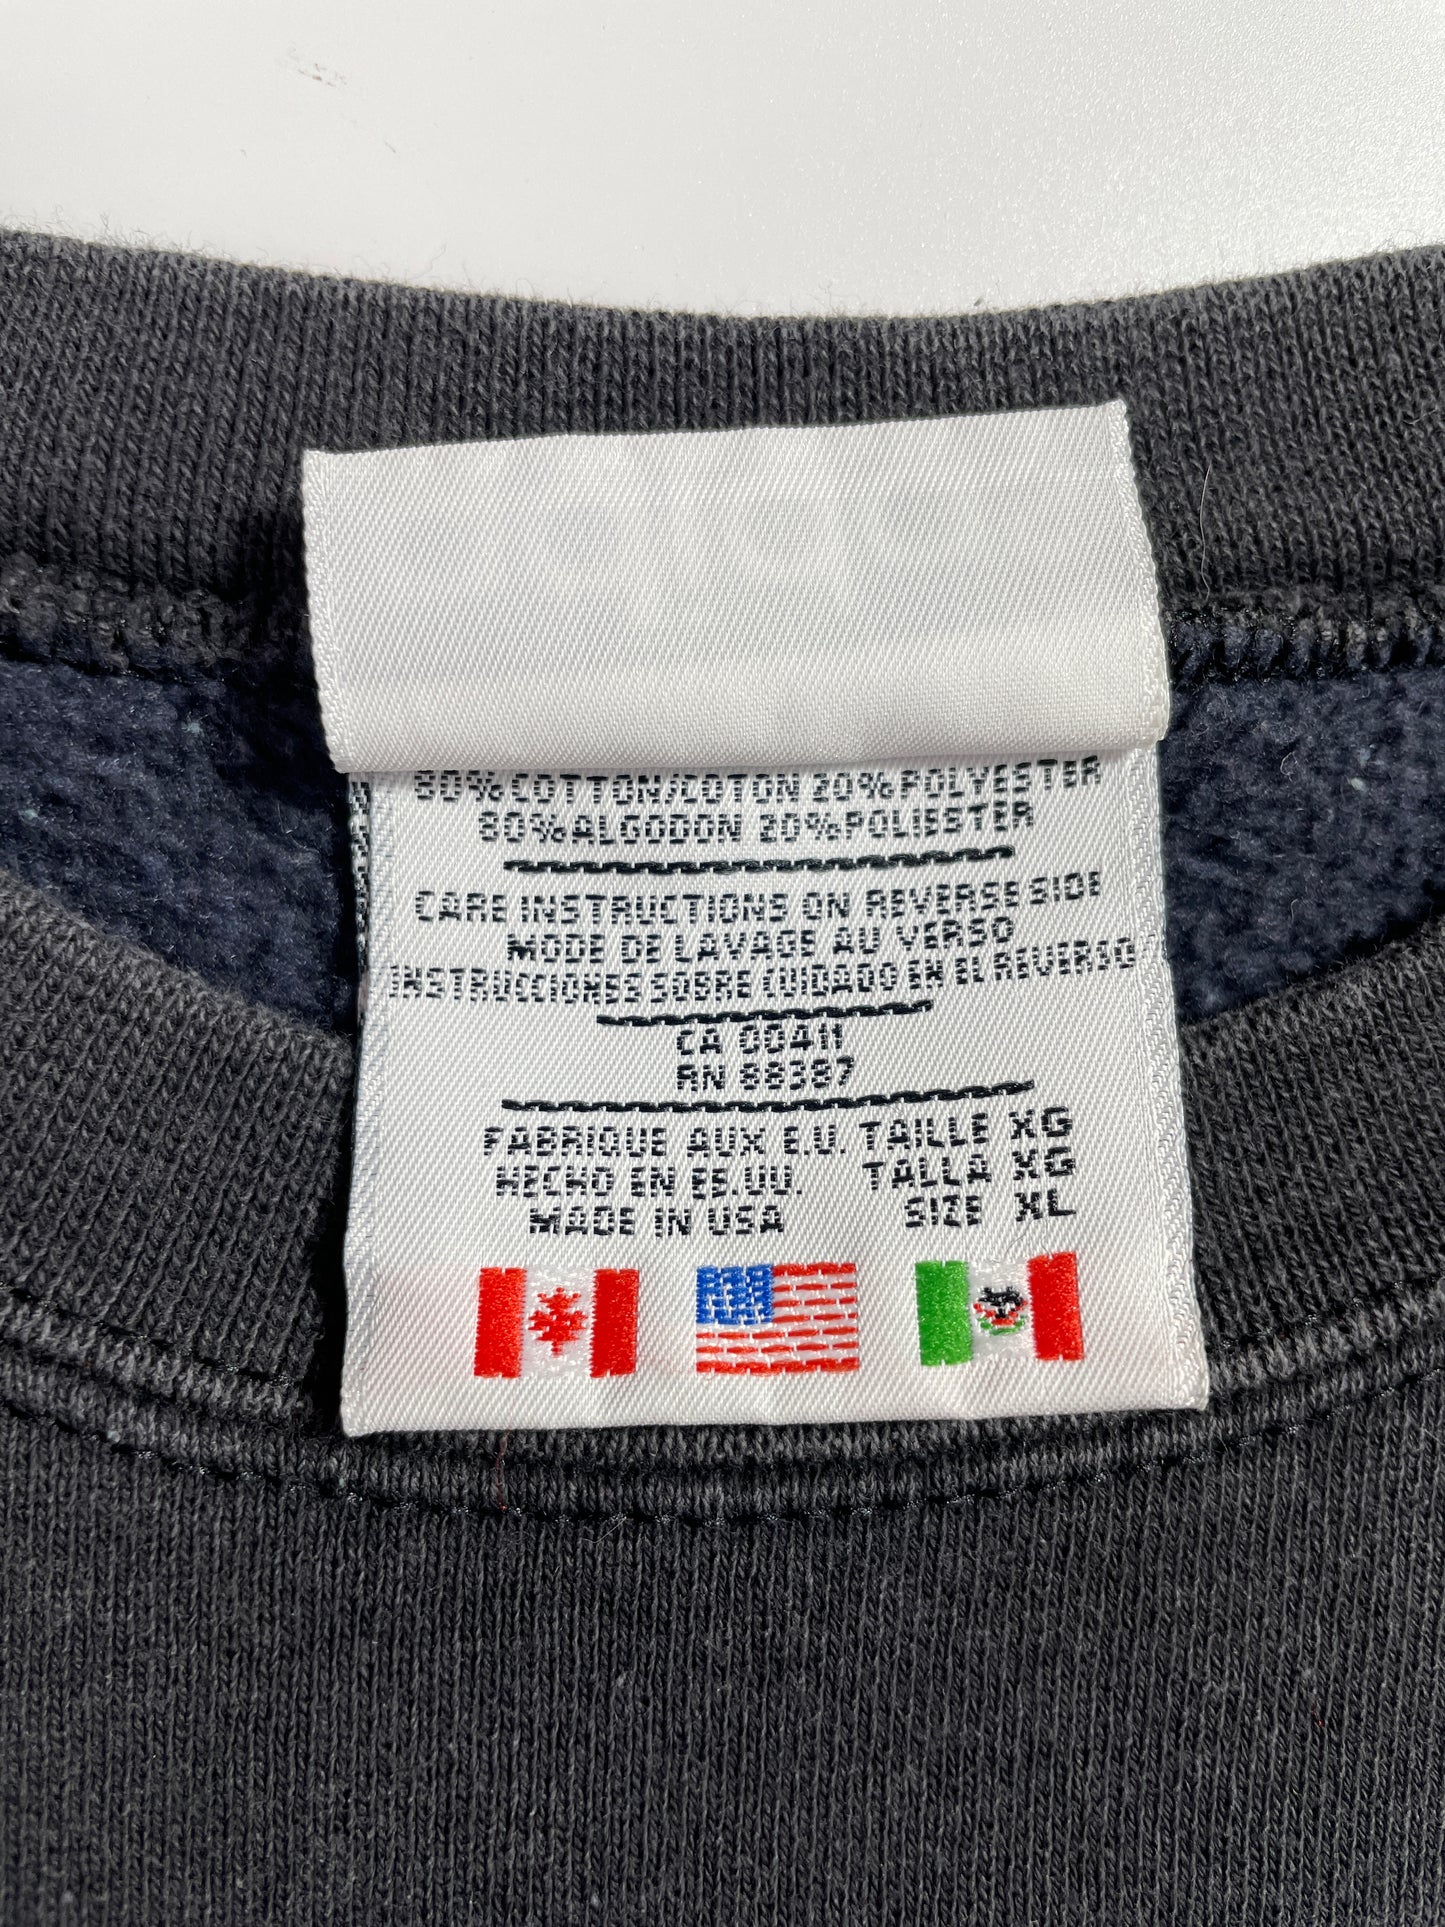 80% COTTON/COTON 20% POLYESTER
80% ALGODON 20% POLIESTER
CARE INSTRUCTIONS ON REVERSE SIDE
MODE DE LAVAGE AU VERSO
INSTRUCCIONES SOBRE CUIDADO EN EL REVERSO
CA 00411
RN 88387
FABRIQUE AUX E.U. TAILLE XG
HECHO EN EE.UU. TALLA XG
MADE IN USA SIZE XL